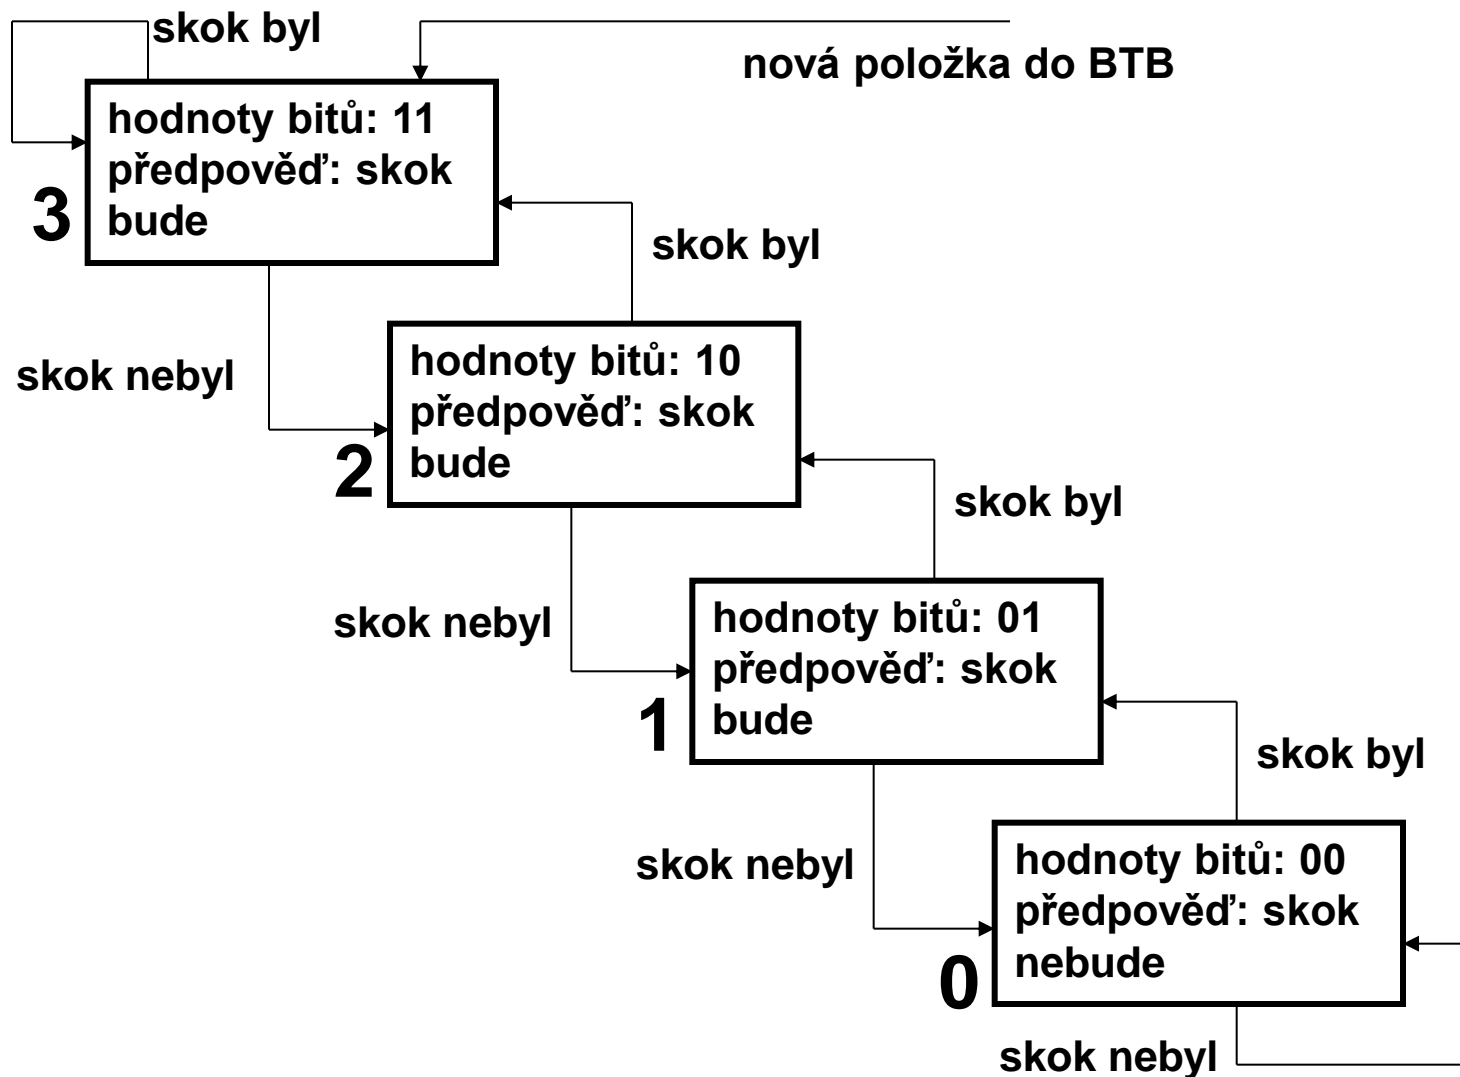 skok byl
nová položka do BTB
hodnoty bitů: 11
předpověď: skok
bude
3
skok byl
skok nebyl
hodnoty bitů: 10
předpověď: skok
bude
2
skok byl
skok nebyl
hodnoty bitů: 01
předpověď: skok
bude
1
skok byl
skok nebyl
hodnoty bitů: 00
předpověď: skok
nebude
0
skok nebyl